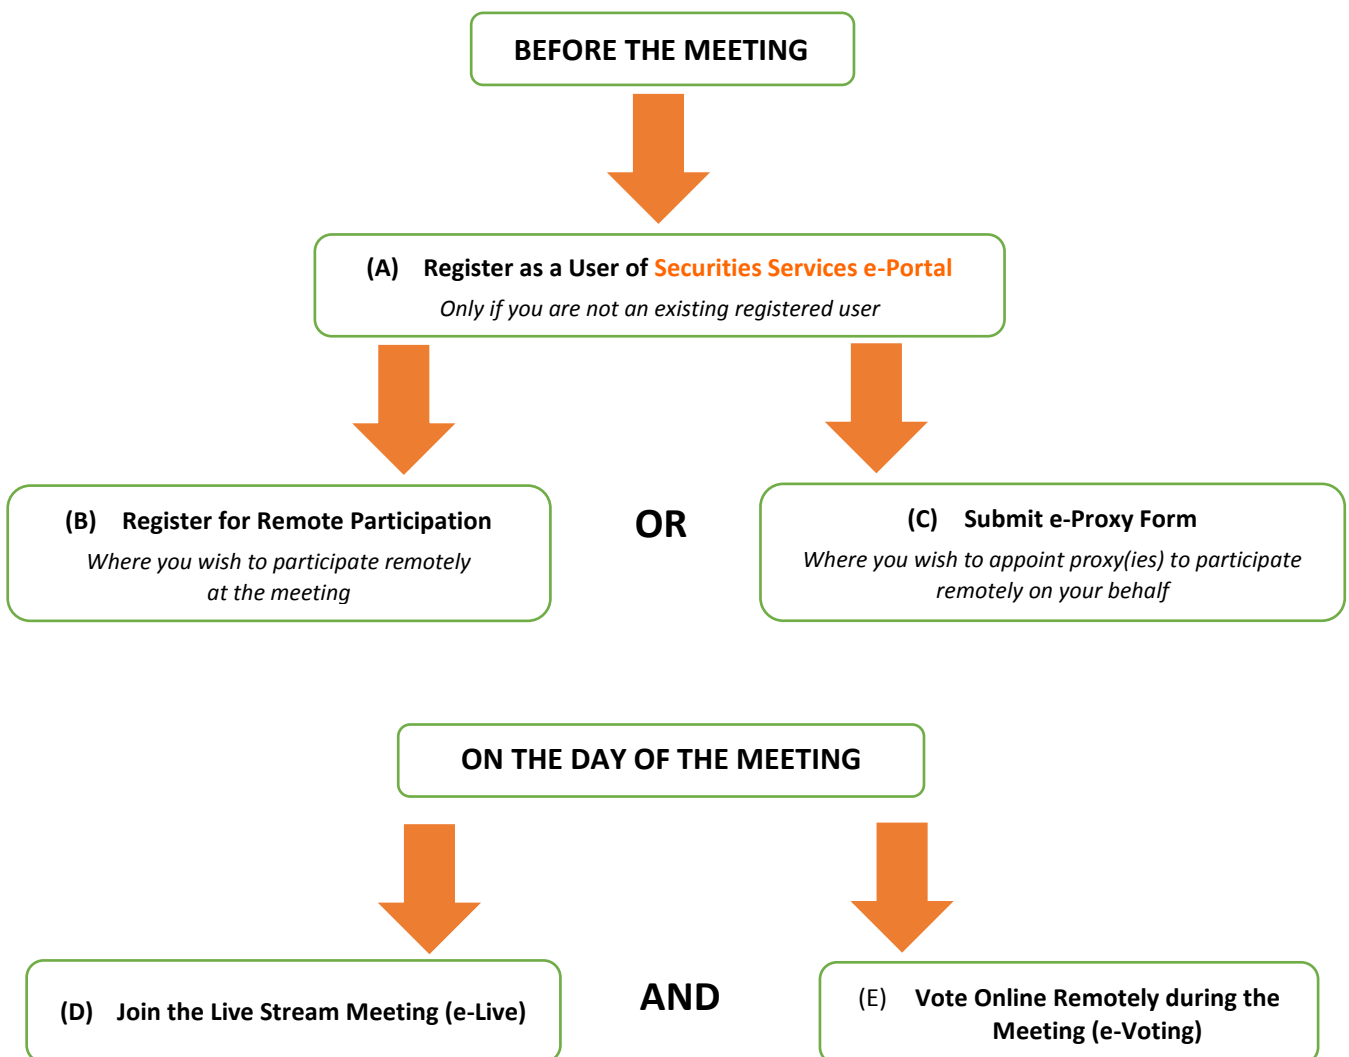 BEFORE THE MEETING
(A) Register as a User of Securities Services e-Portal
Only if you are not an existing registered user
(B) Register for Remote Participation
Where you wish to participate remotely
at the meeting
OR
(C) Submit e-Proxy Form
Where you wish to appoint proxy(ies) to participate
remotely on your behalf
ON THE DAY OF THE MEETING
(D) Join the Live Stream Meeting (e-Live)
AND
(E) Vote Online Remotely during the
Meeting (e-Voting)